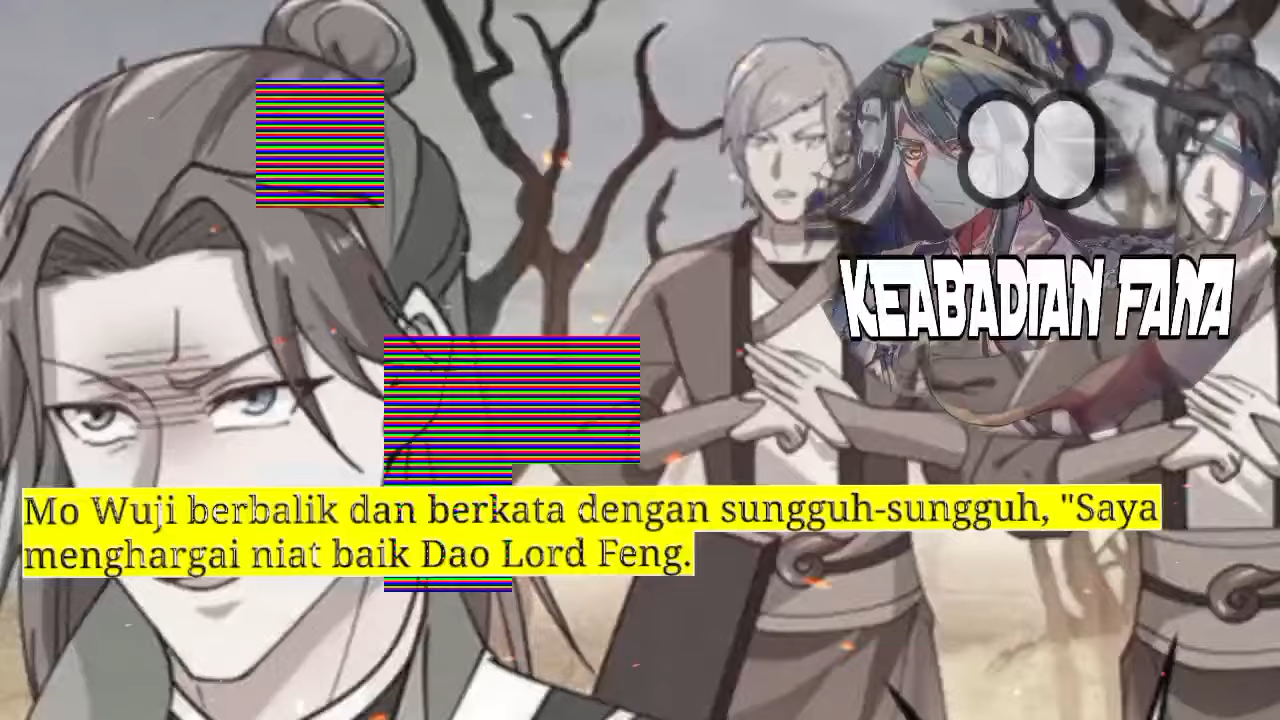 80
KEABADIAN FANA
Mo Wuji berbalik dan berkata dengan sungguh-sungguh, "Saya
menghargai niat baik Dao Lord Feng.